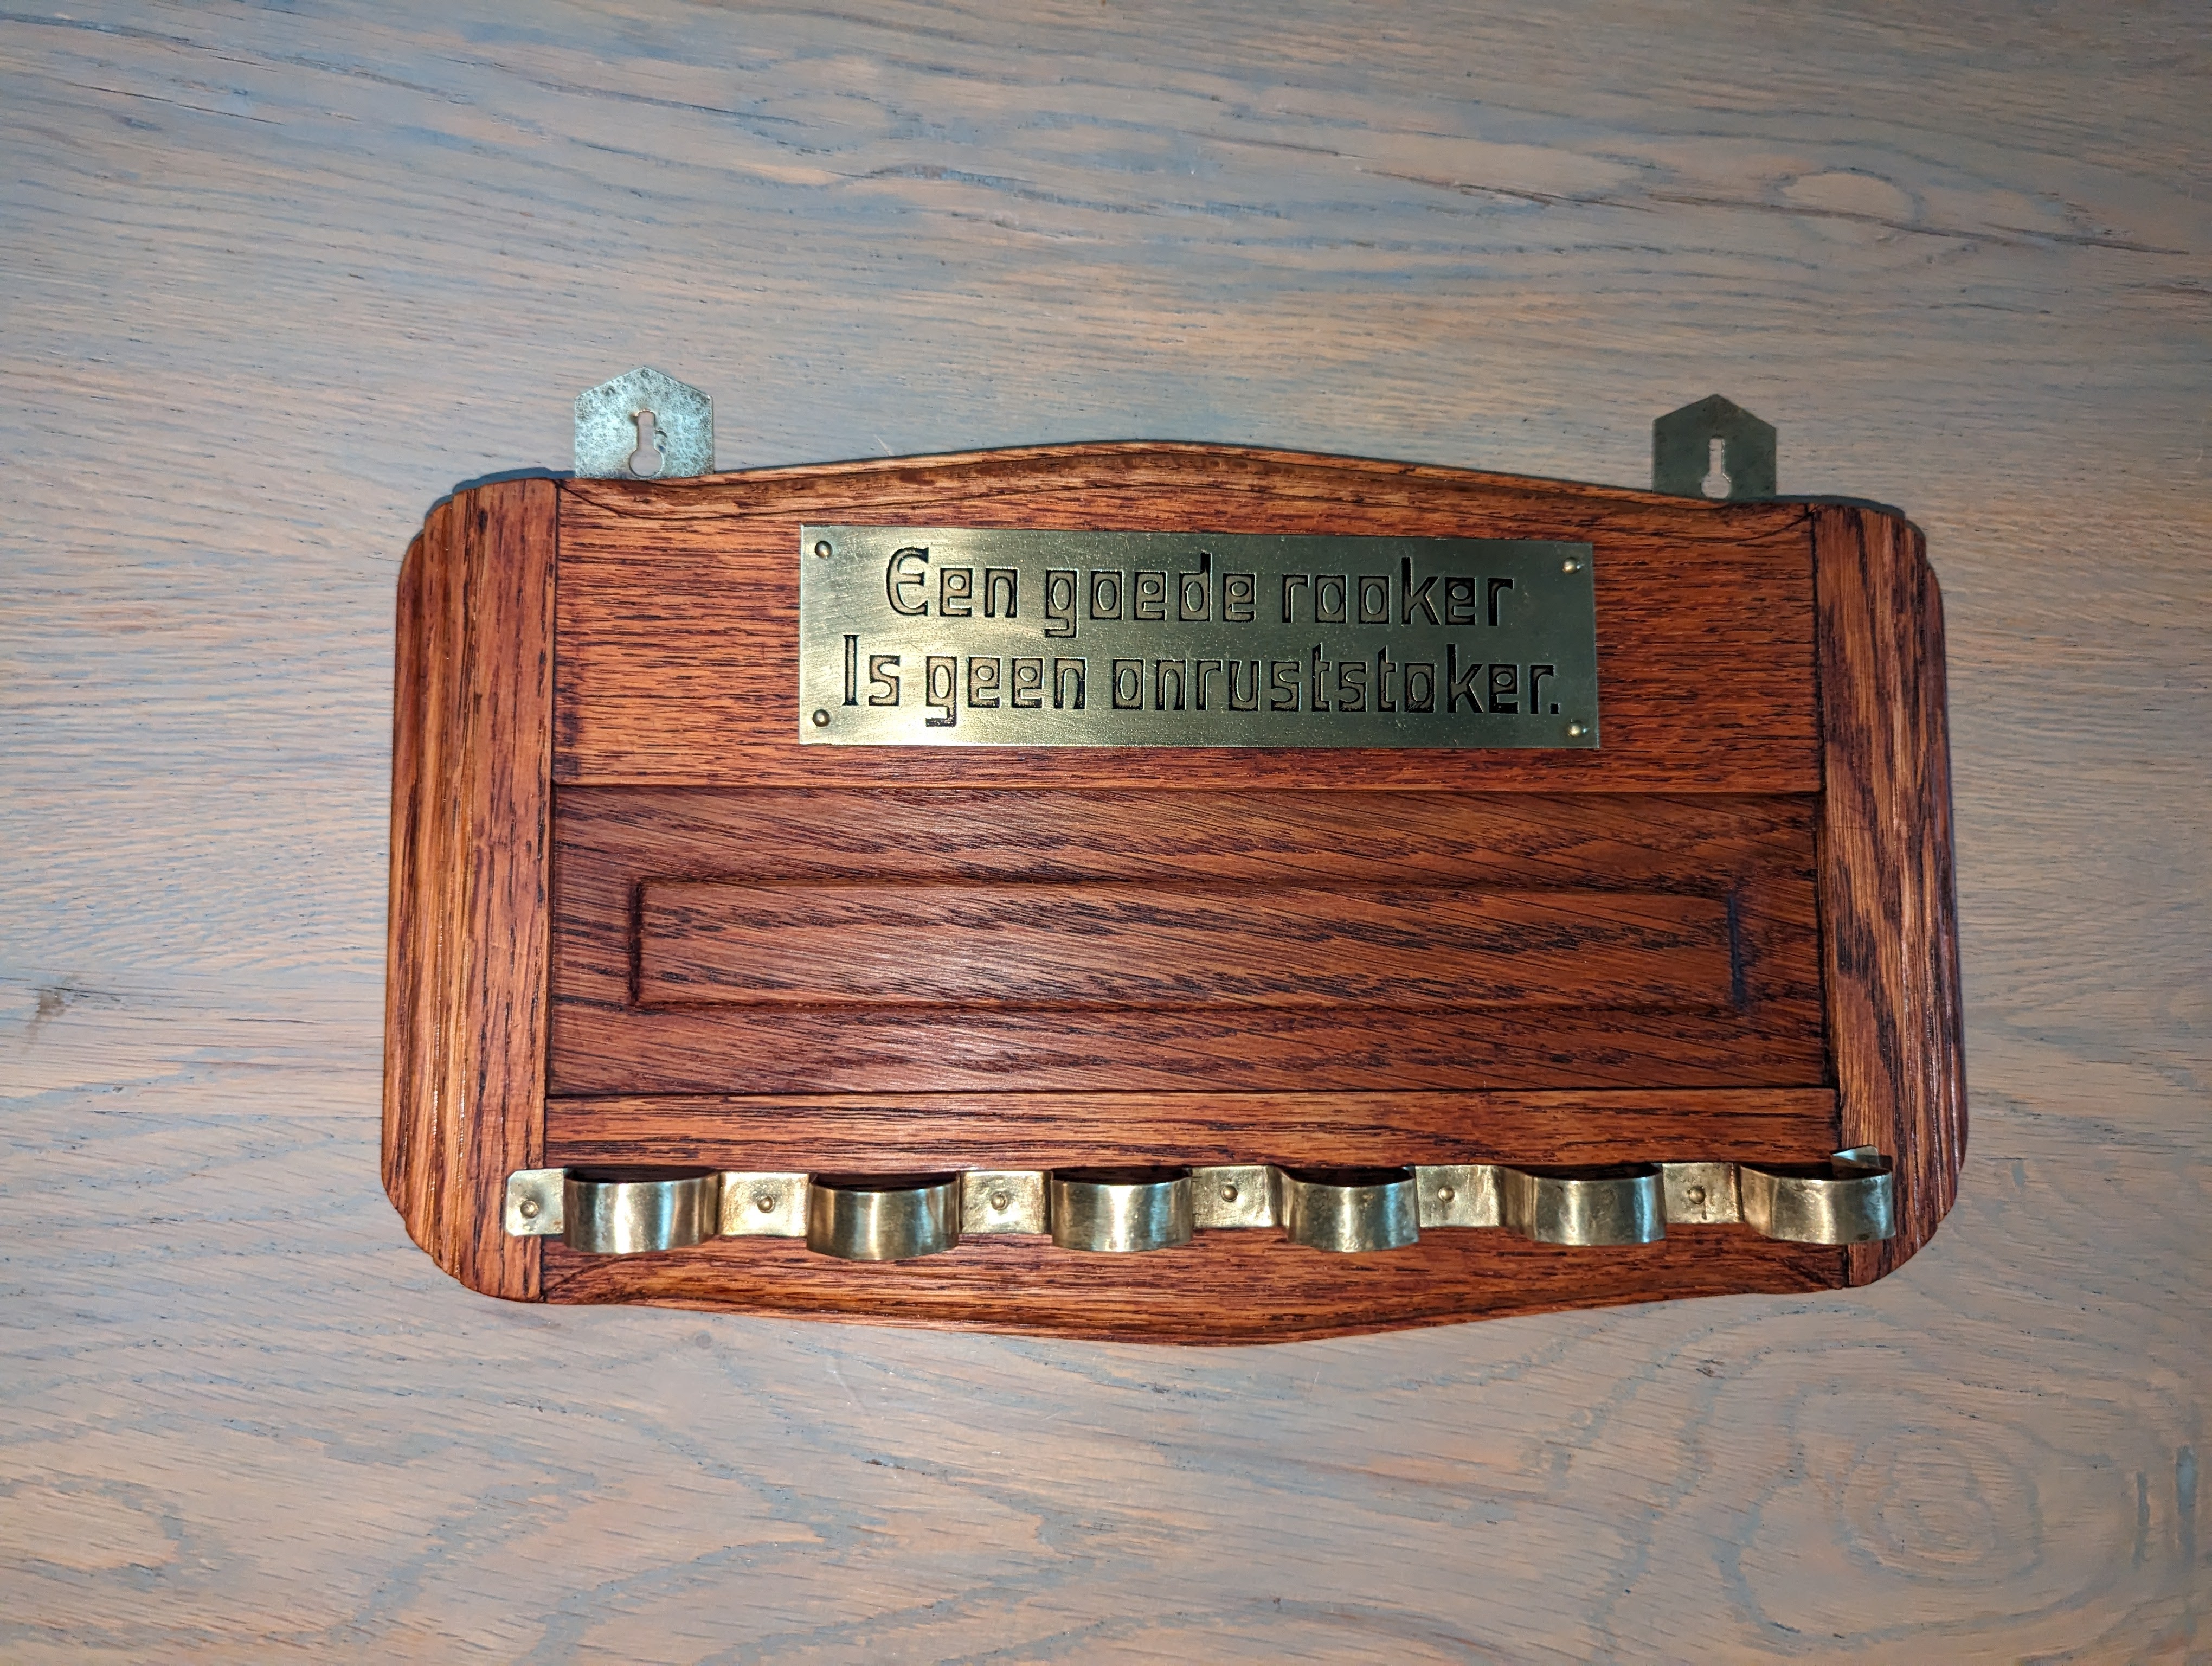 Een goede rooker
Is geen onruststoker.